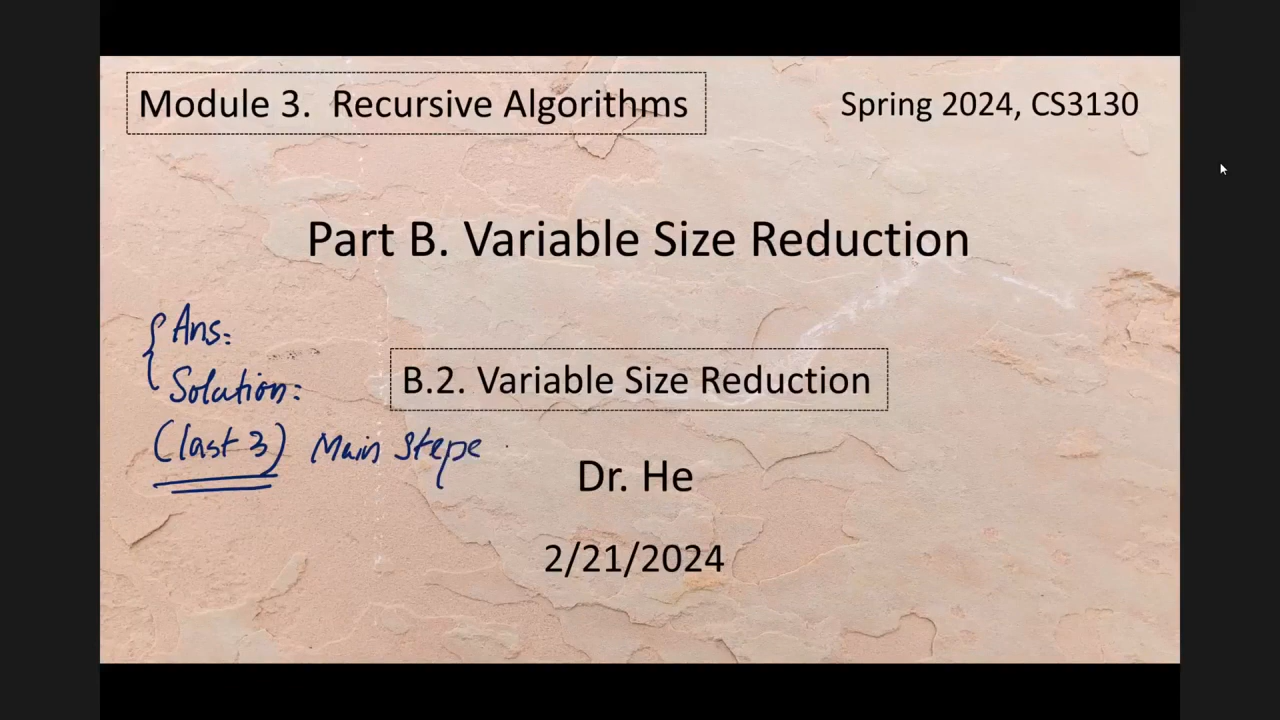 Module 3. Recursive Algorithms
Spring 2024, CS3130
Part B. Variable Size Reduction
Ans:
Solution:
B.2. Variable Size Reduction
(last 3) Main Steps
Dr. He
2/21/2024